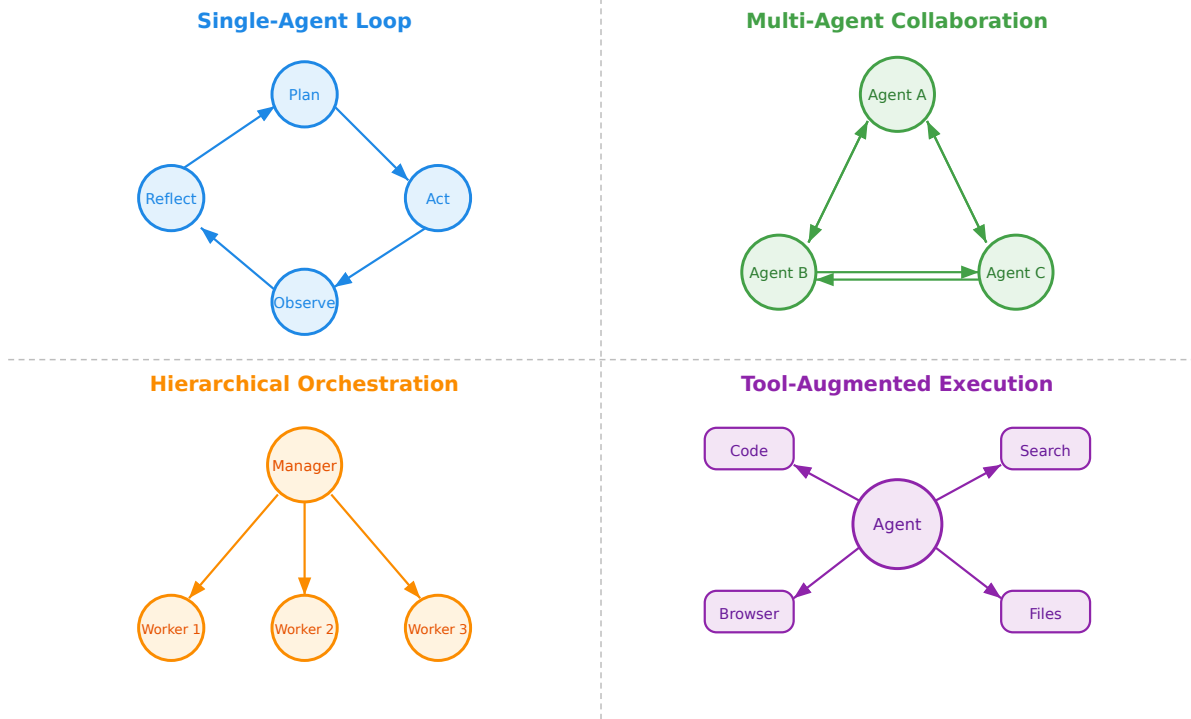 Single-Agent Loop
Plan
Reflect
Act
Observe
Multi-Agent Collaboration
Agent A
Agent B
Agent C
Hierarchical Orchestration
Manager
Worker 1
Worker 2
Worker 3
Tool-Augmented Execution
Code
Search
Agent
Browser
Files